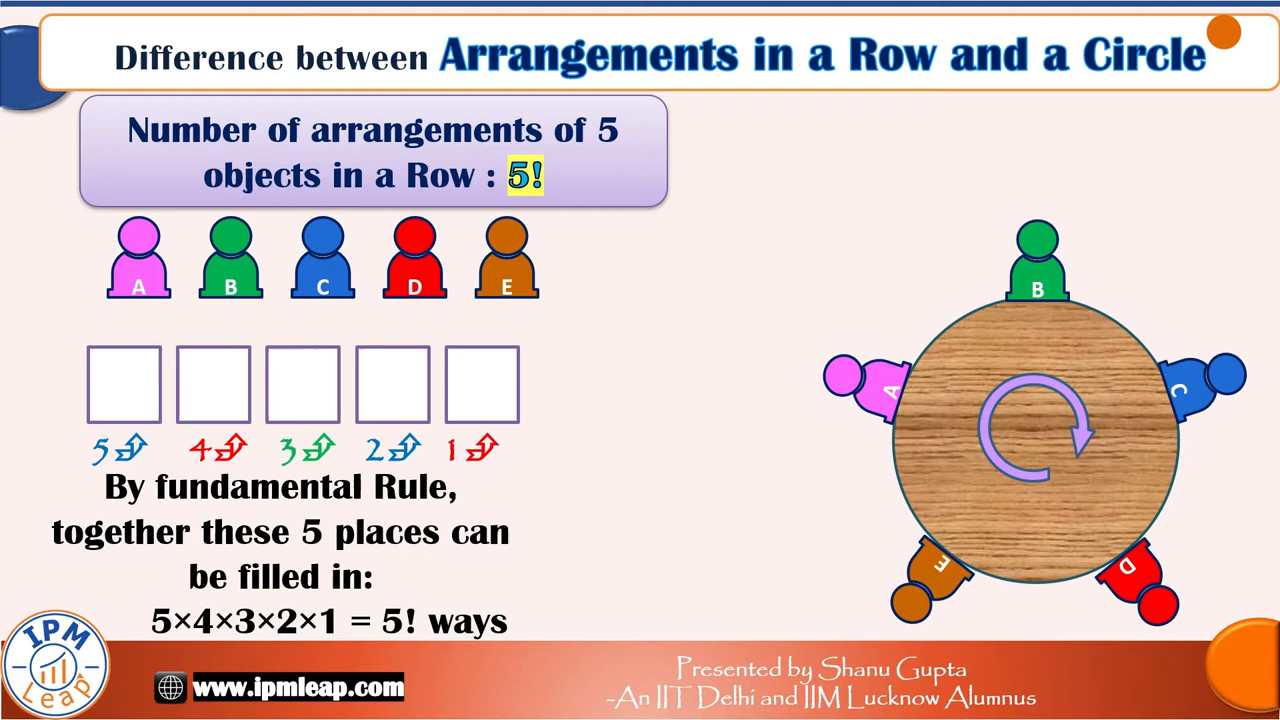 Difference between Arrangements in a Row and a Circle
Number of arrangements of 5
objects in a Row : 5!
A B C D E
B
A
C
E
D
5 4 3 2 1
By fundamental Rule,
together these 5 places can
be filled in:
5×4×3×2×1 = 5! ways
IPM
Leap
www.ipmleap.com
Presented by Shanu Gupta
-An IIT Delhi and IIM Lucknow Alumnus